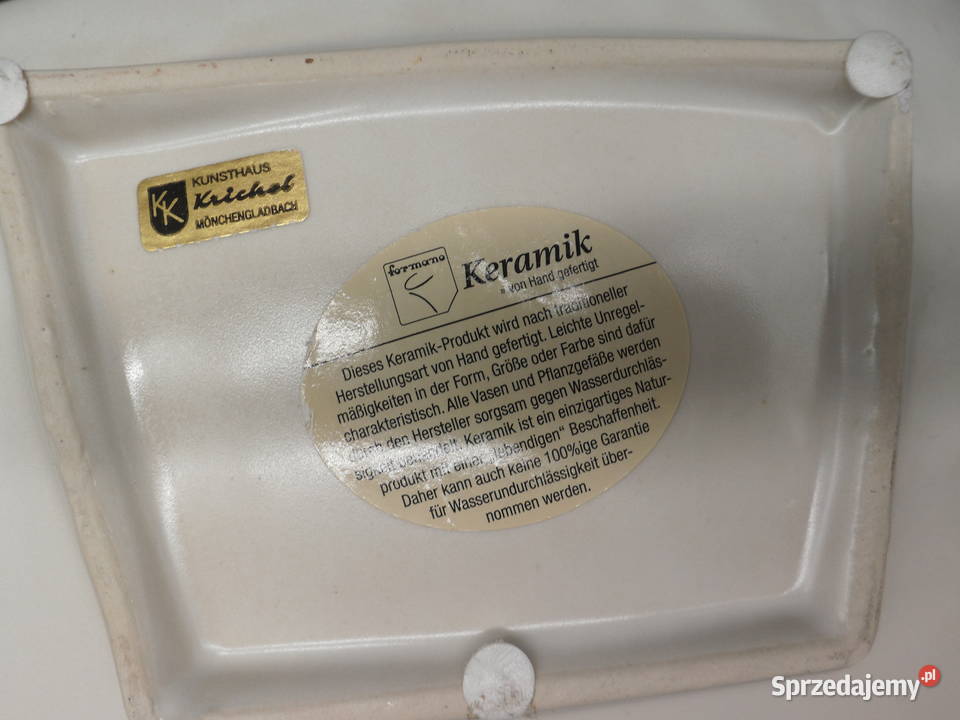 KUNSTHAUS
KK Krichel
MÖNCHENGLADBACH
formano
Keramik
von Hand gefertigt
Dieses Keramik-Produkt wird nach traditioneller
Herstellungsart von Hand gefertigt. Leichte Unregel-
mäßigkeiten in der Form, Größe oder Farbe sind dafür
charakteristisch. Alle Vasen und Pflanzgefäße werden
durch den Hersteller sorgsam gegen Wasserdurchläs-
Keramik ist ein einzigartiges Natur-
produkt mit einer „lebendigen“ Beschaffenheit.
Daher kann auch keine 100%ige Garantie
für Wasserundurchlässigkeit über-
nommen werden.
Sprzedajemy.pl